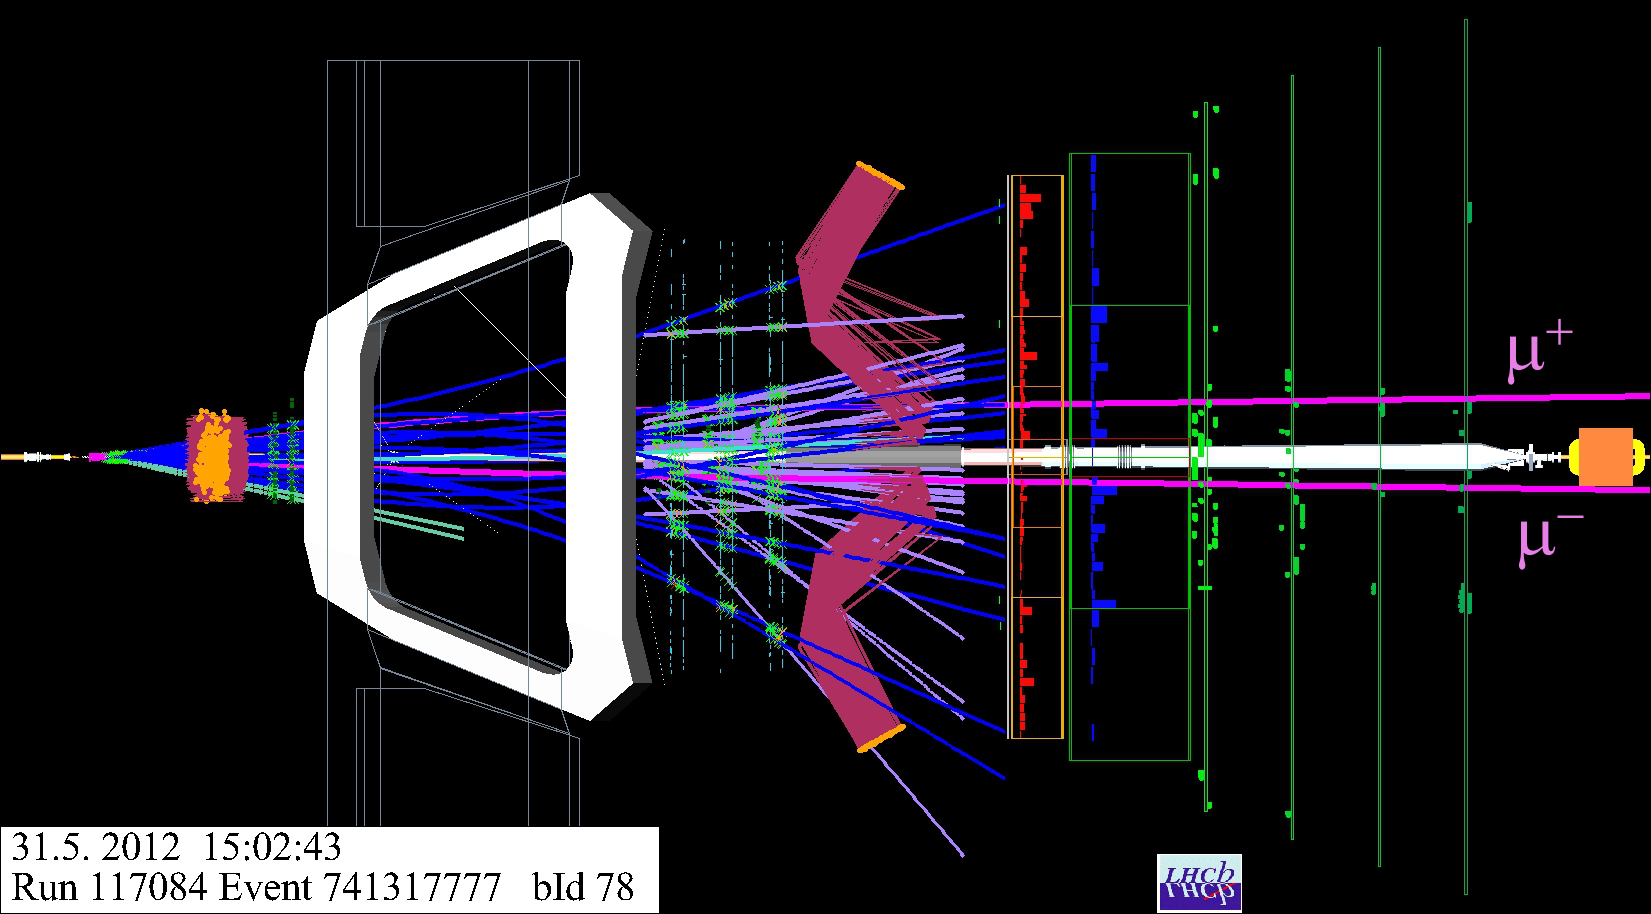 μ+
μ−
31.5. 2012 15:02:43
Run 117084 Event 741317777 bId 78
LHCb